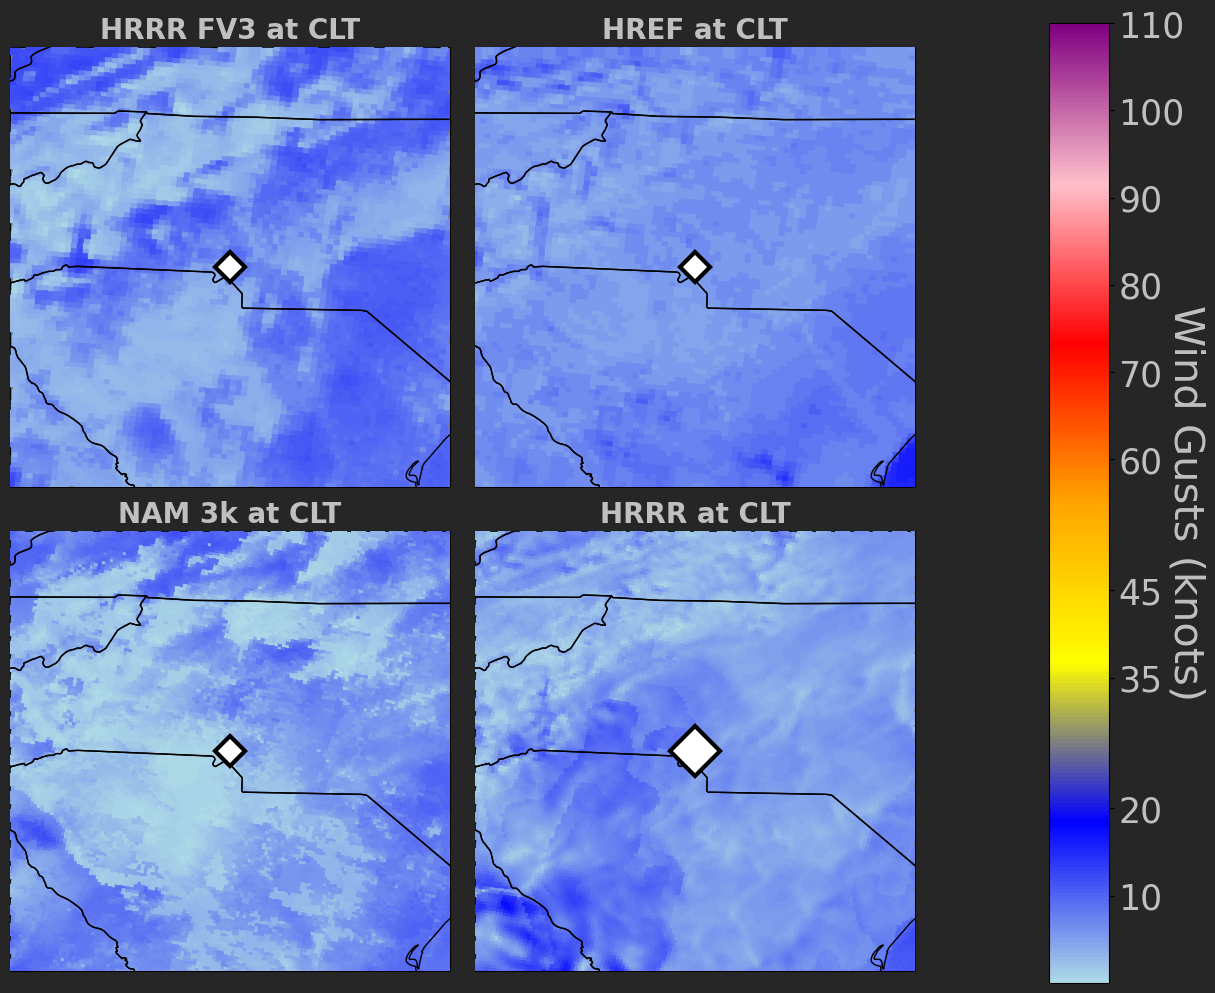 HRRR FV3 at CLT
HREF at CLT
NAM 3k at CLT
HRRR at CLT
110
100
90
80
70
60
45
35
20
10
Wind Gusts (knots)